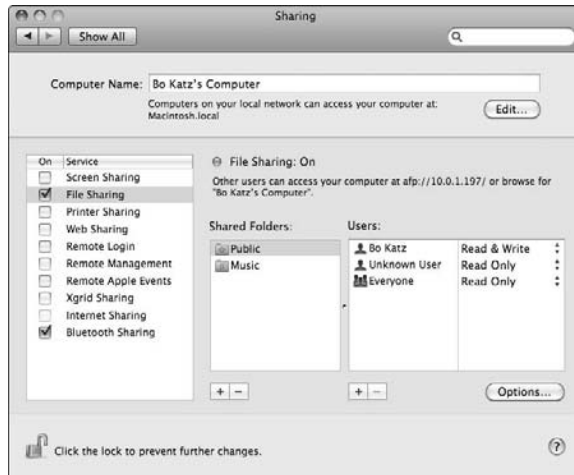 Sharing
Show All
Computer Name: Bo Katz's Computer
Computers on your local network can access your computer at:
Macintosh.local
Edit...
On Service
Screen Sharing
File Sharing
Printer Sharing
Web Sharing
Remote Login
Remote Management
Remote Apple Events
Xgrid Sharing
Internet Sharing
Bluetooth Sharing
File Sharing: On
Other users can access your computer at afp://10.0.1.197/ or browse for
"Bo Katz's Computer".
Shared Folders:
Public
Music
Users:
Bo Katz Read & Write
Unknown User Read Only
Everyone Read Only
+ −
+ −
Options...
Click the lock to prevent further changes.
?